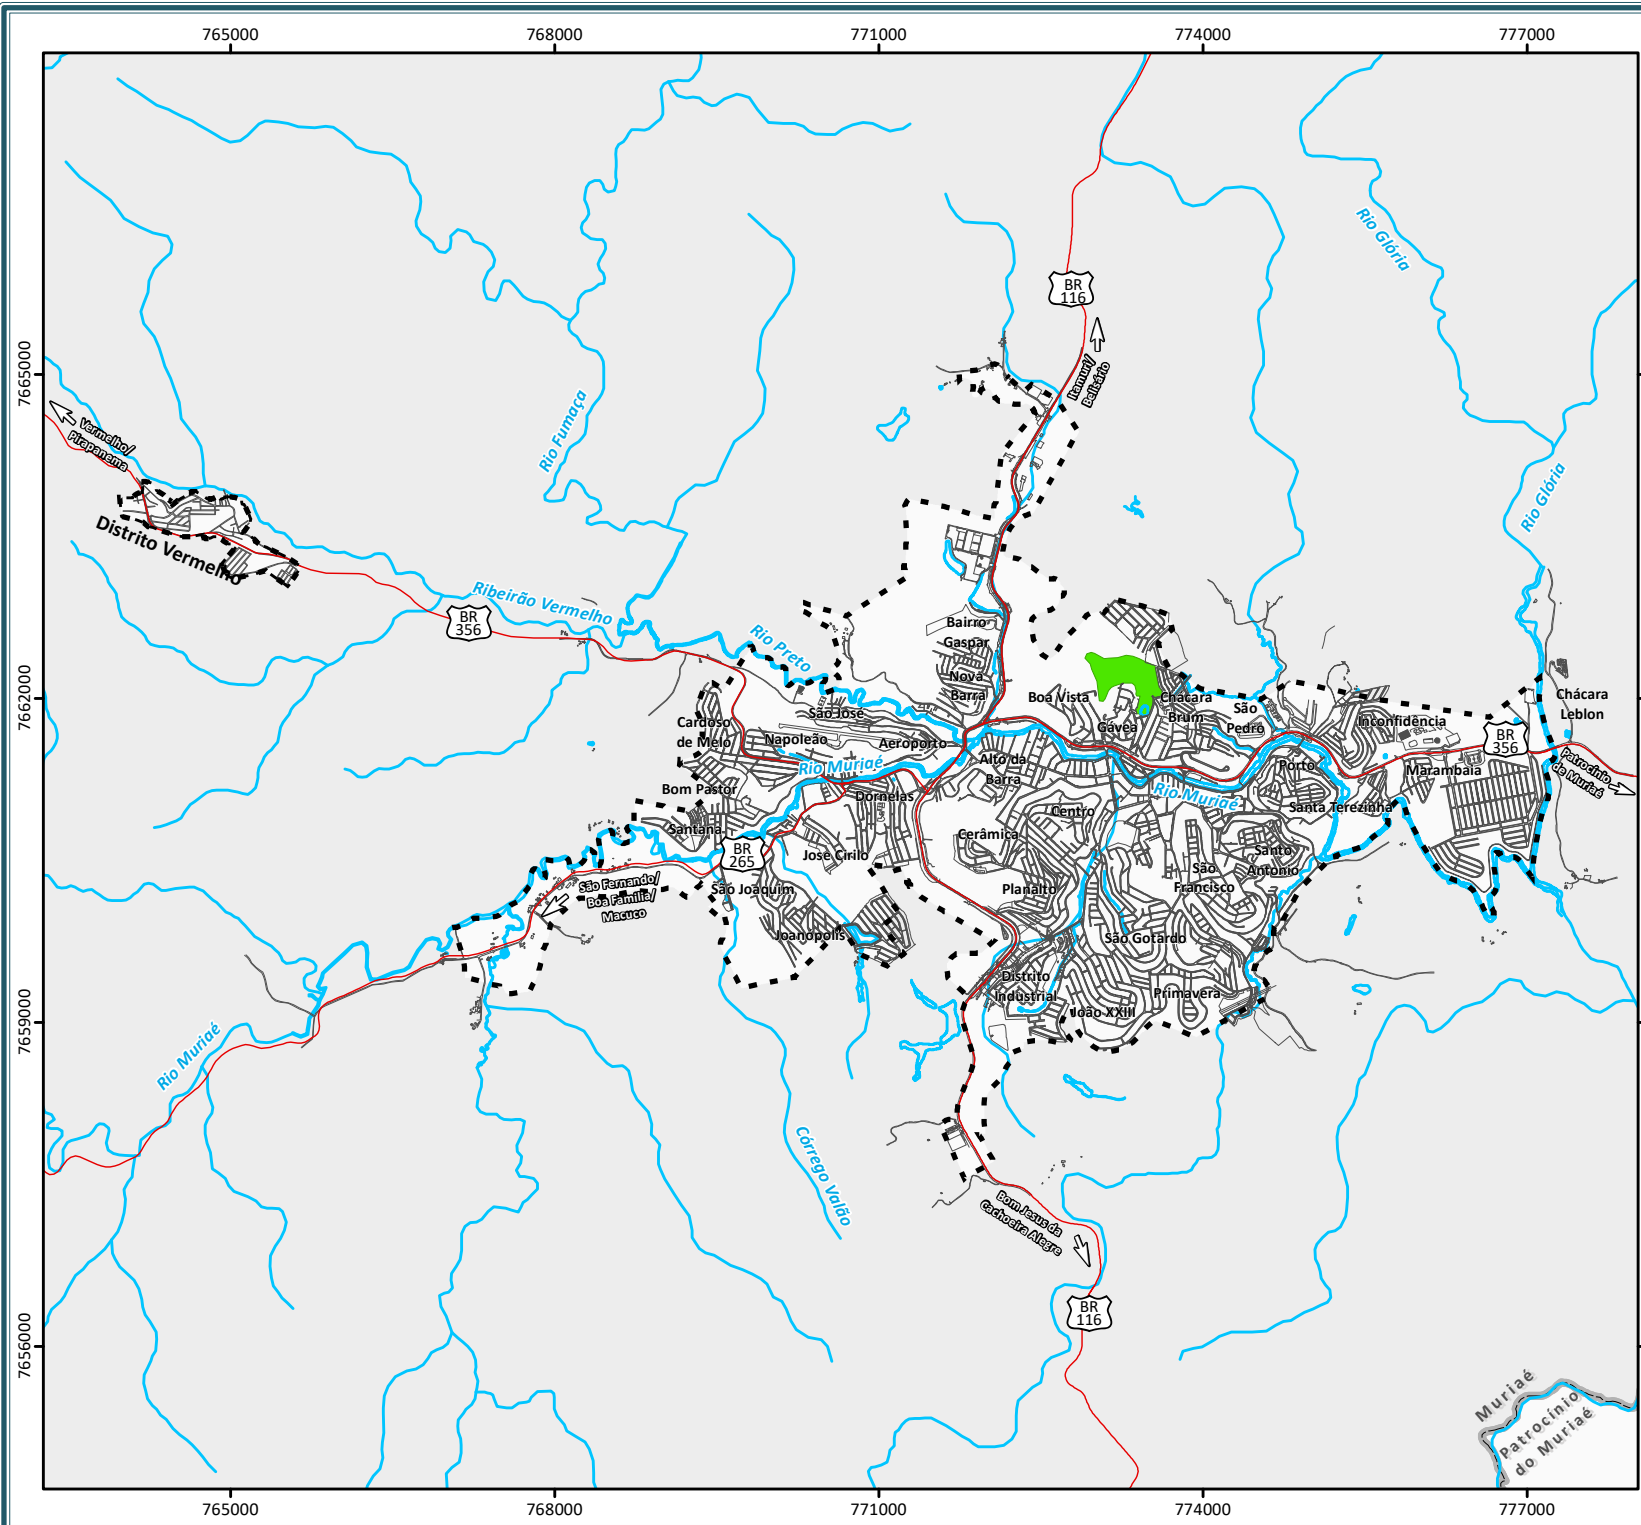 765000
768000
771000
774000
777000
Rio Glória
BR
116
Itamuri/
Belisário
7665000
Rio Fumaça
Vermelho/
Pirapanema
Rio Glória
Distrito Vermelho
Ribeirão Vermelho
BR
356
Rio Preto
Bairro
Gaspar
Nova
Barra
7662000
Boa Vista
Chácara
Brum
Gávea
São
Pedro
Chácara
Leblon
Inconfidência
BR
356
Patrocínio
de Muriaé
Cardoso
de Melo
São José
Napoleão
Aeroporto
Rio Muriaé
Alto da
Barra
Porto
Marambaia
Bom Pastor
Dornelas
Rio Muriaé
Santa Terezinha
Centro
Santana
BR
265
José Cirilo
Cerâmica
Santo
Antonio
São
Francisco
São Fernando/
Boa Família/
Macuco
São Joaquim
Planalto
Joanópolis
São Gotardo
Distrito
Industrial
Primavera
João XXIII
7659000
Rio Muriaé
Córrego Valão
Bom Jesus da
Cachoeira Alegre
BR
116
7656000
Muriaé
Patrocínio
do Muriaé
765000
768000
771000
774000
777000